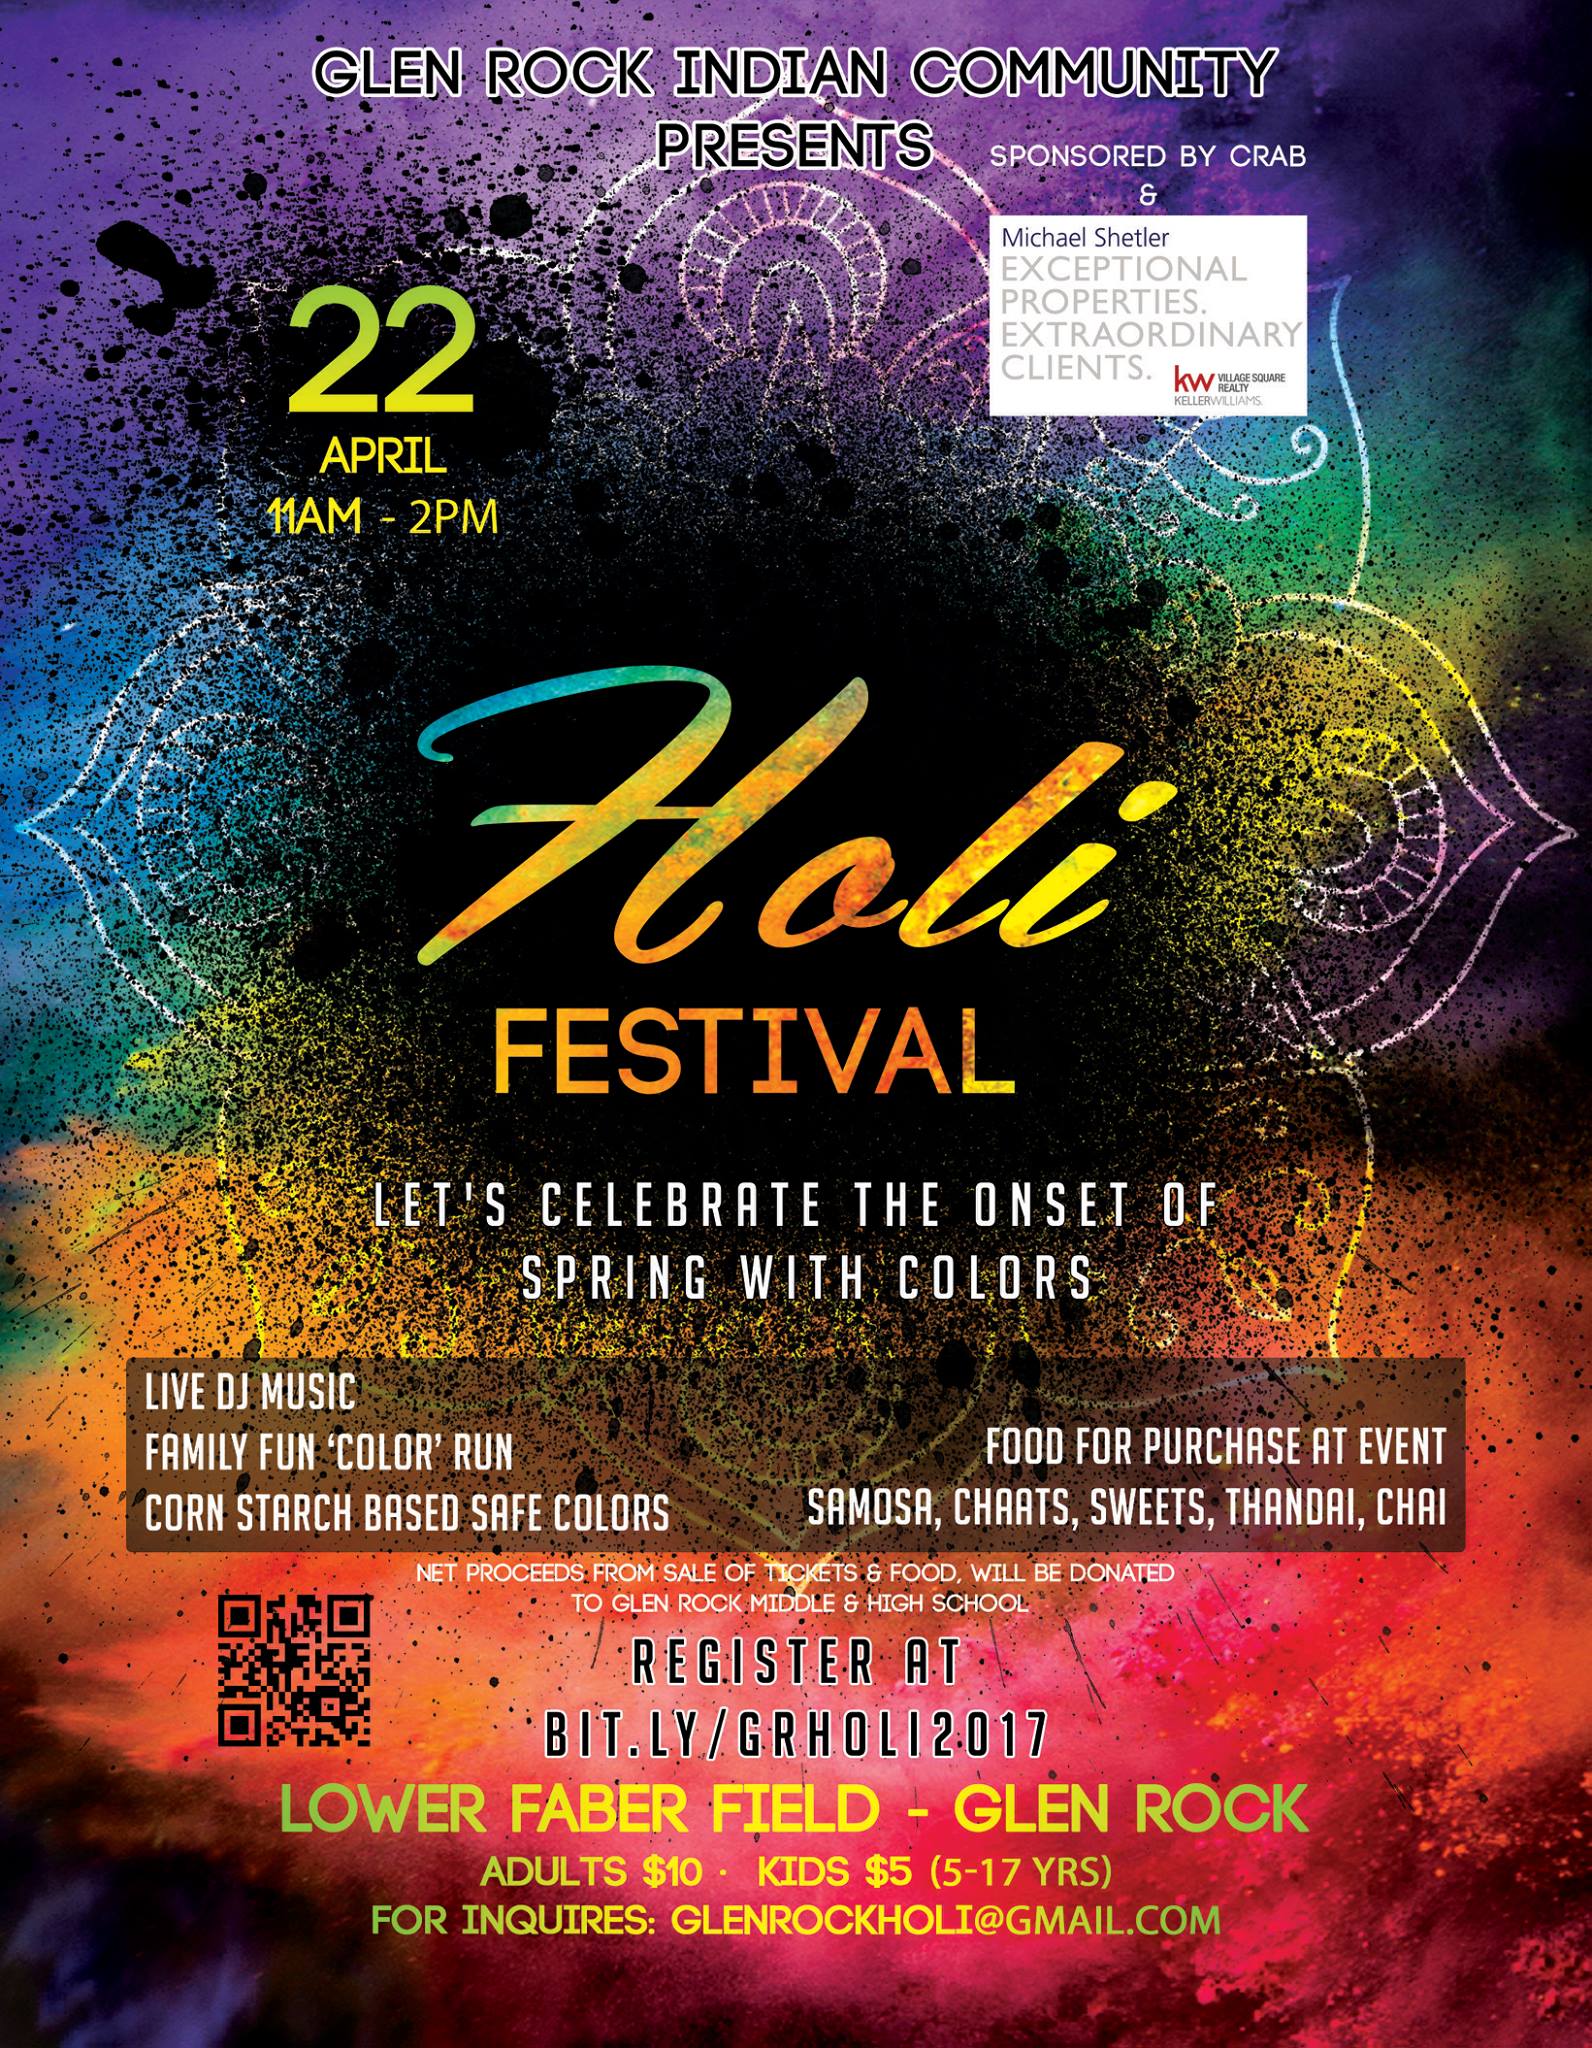 GLEN ROCK INDIAN COMMUNITY
PRESENTS
SPONSORED BY CRAB
&
Michael Shetler
EXCEPTIONAL
PROPERTIES.
EXTRAORDINARY
CLIENTS.
kw VILLAGE SQUARE
REALTY
KELLERWILLIAMS.
22
APRIL
11AM - 2PM
Holi
FESTIVAL
LET'S CELEBRATE THE ONSET OF
SPRING WITH COLORS
LIVE DJ MUSIC
FAMILY FUN ‘COLOR’ RUN
CORN STARCH BASED SAFE COLORS
FOOD FOR PURCHASE AT EVENT
SAMOSA, CHAATS, SWEETS, THANDAI, CHAI
NET PROCEEDS FROM SALE OF TICKETS & FOOD, WILL BE DONATED
TO GLEN ROCK MIDDLE & HIGH SCHOOL
REGISTER AT
BIT.LY/GRHOLI2017
LOWER FABER FIELD - GLEN ROCK
ADULTS $10 · KIDS $5 (5-17 YRS)
FOR INQUIRES: GLENROCKHOLI@GMAIL.COM